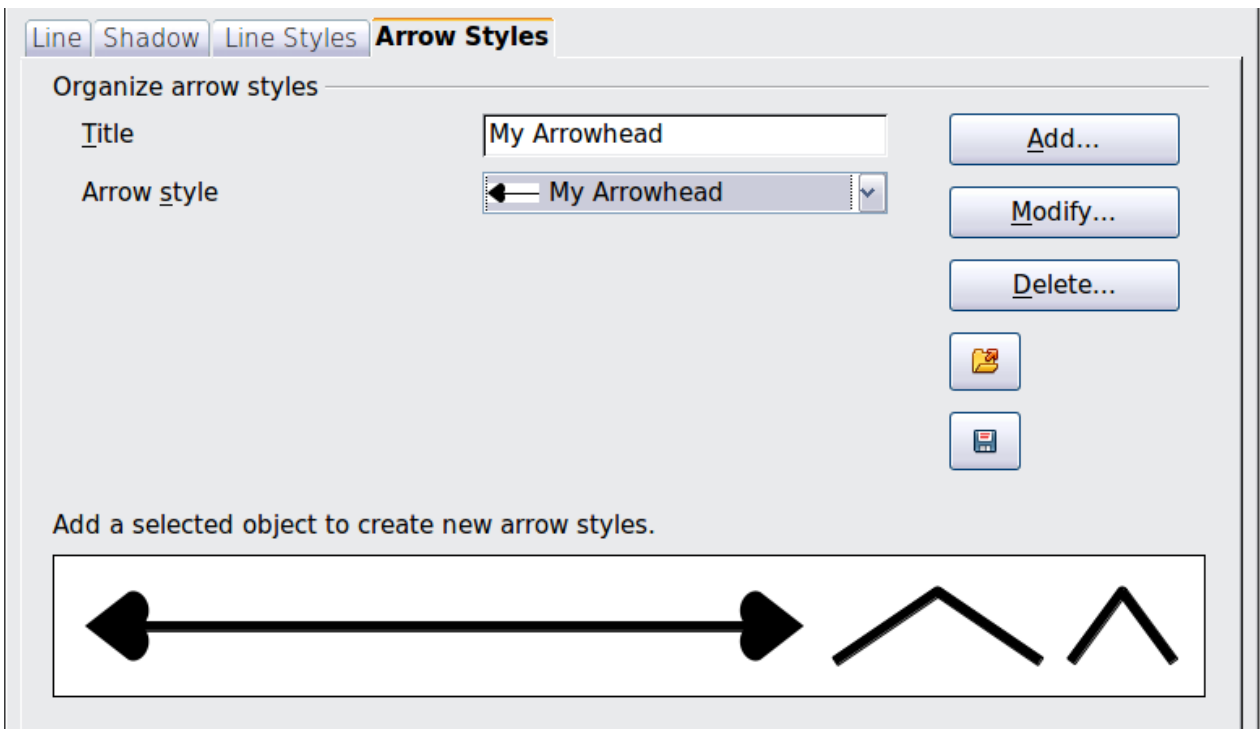 Line Shadow Line Styles Arrow Styles
Organize arrow styles
Title My Arrowhead Add...
Arrow style My Arrowhead
Modify...
Delete...
Add a selected object to create new arrow styles.